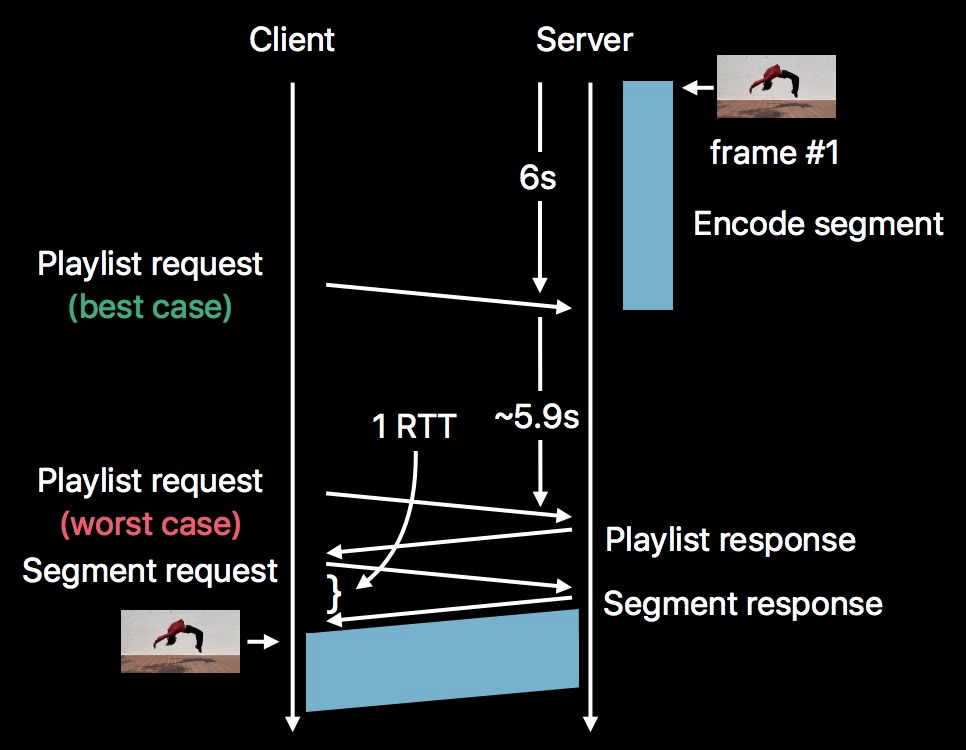 Client
Server
frame #1
6s
Encode segment
Playlist request
(best case)
1 RTT
~5.9s
Playlist request
(worst case)
Playlist response
Segment request
}
Segment response